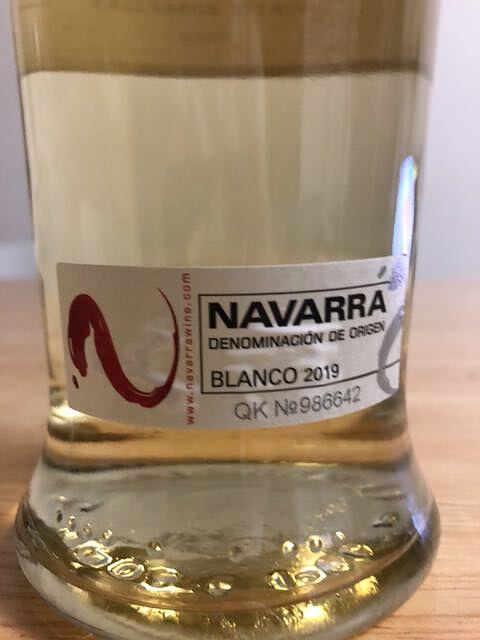 www.navarrawine.com
NAVARRA
DENOMINACIÓN DE ORIGEN
BLANCO 2019
QK №986642